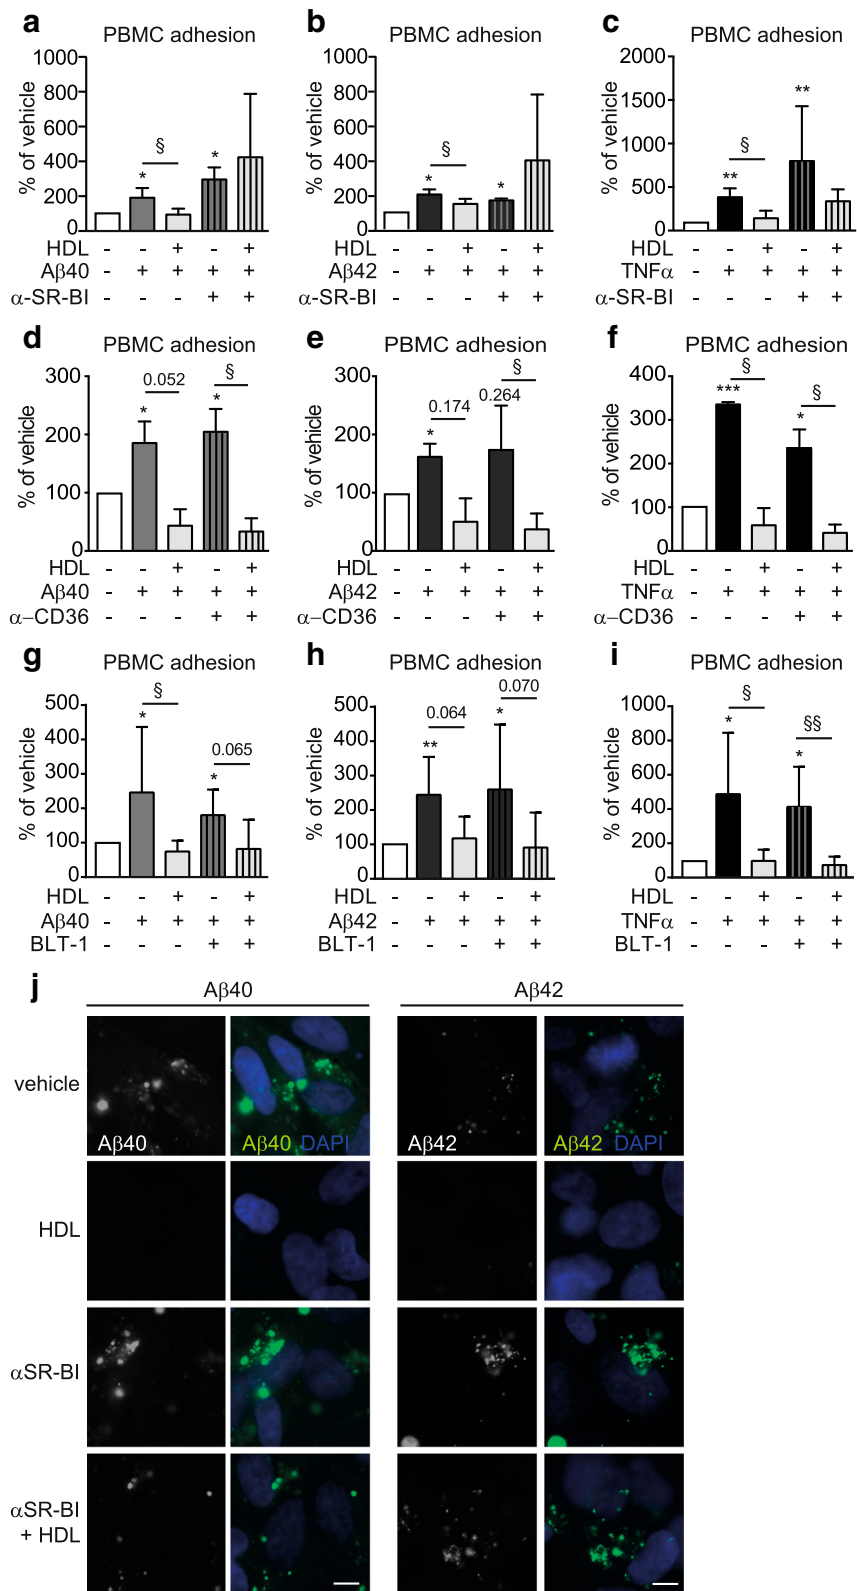 a
PBMC adhesion
% of vehicle
1000
800
600
400
200
0
* § *
HDL - - + - +
Aβ40 - + + + +
α-SR-BI - - + +
b
PBMC adhesion
% of vehicle
1000
800
600
400
200
0
* § *
HDL - - + - +
Aβ42 - + + + +
α-SR-BI - - + +
c
PBMC adhesion
% of vehicle
2000
1500
1000
500
0
** § **
HDL - - + - +
TNFα - + + + +
α-SR-BI - - + +
d
PBMC adhesion
% of vehicle
300
200
100
0
* 0.052 * §
HDL - - + - +
Aβ40 - + + + +
α–CD36 - - + +
e
PBMC adhesion
% of vehicle
300
200
100
0
* 0.174 0.264 §
HDL - - + - +
Aβ42 - + + + +
α–CD36 - - + +
f
PBMC adhesion
% of vehicle
400
300
200
100
0
*** § * §
HDL - - + - +
TNFα - + + + +
α–CD36 - - + +
g
PBMC adhesion
% of vehicle
500
400
300
200
100
0
* § * 0.065
HDL - - + - +
Aβ40 - + + + +
BLT-1 - - + +
h
PBMC adhesion
% of vehicle
500
400
300
200
100
0
** 0.064 * 0.070
HDL - - + - +
Aβ42 - + + + +
BLT-1 - - + +
i
PBMC adhesion
% of vehicle
1000
800
600
400
200
0
* § * §§
HDL - - + - +
TNFα - + + + +
BLT-1 - - + +
j
Aβ40
Aβ42
vehicle
Aβ40
Aβ40 DAPI
Aβ42
Aβ42 DAPI
HDL
αSR-BI
αSR-BI
+ HDL